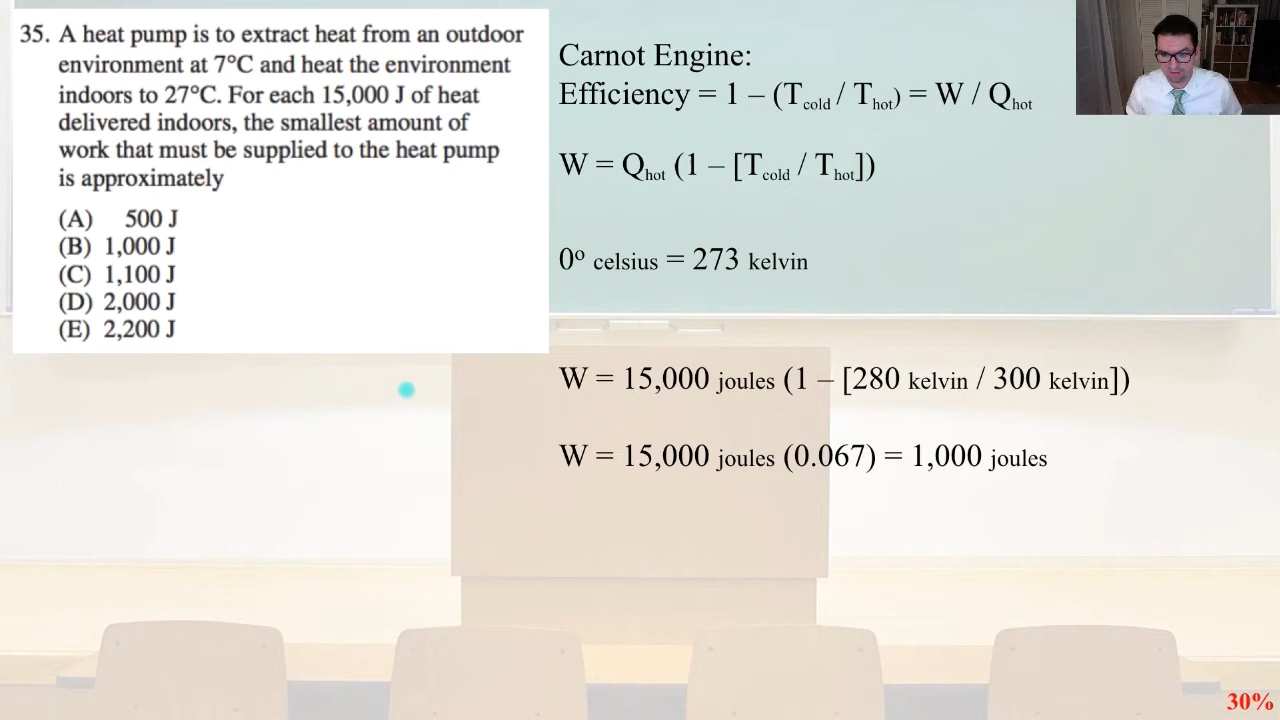 35. A heat pump is to extract heat from an outdoor
environment at 7°C and heat the environment
indoors to 27°C. For each 15,000 J of heat
delivered indoors, the smallest amount of
work that must be supplied to the heat pump
is approximately
(A) 500 J
(B) 1,000 J
(C) 1,100 J
(D) 2,000 J
(E) 2,200 J
Carnot Engine:
Efficiency = 1 – (Tcold / Thot) = W / Qhot
W = Qhot (1 – [Tcold / Thot])
0º celsius = 273 kelvin
W = 15,000 joules (1 – [280 kelvin / 300 kelvin])
W = 15,000 joules (0.067) = 1,000 joules
30%